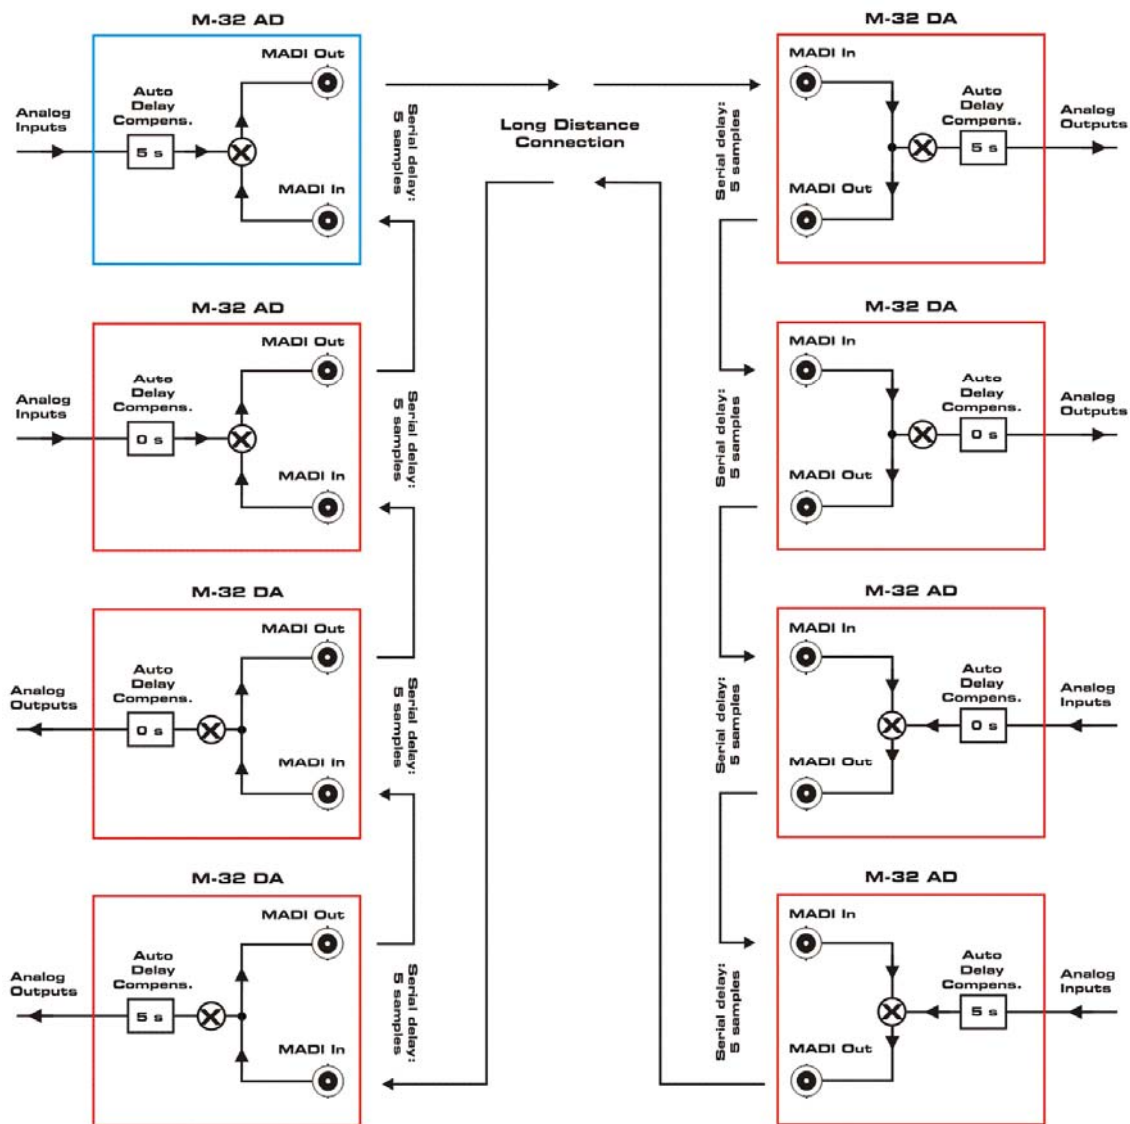 M-32 AD
MADI Out
Analog
Inputs
Auto
Delay
Compens.
5 s
MADI In
Serial delay:
5 samples
Long Distance
Connection
M-32 DA
MADI In
Serial delay:
5 samples
Auto
Delay
Compens.
5 s
Analog
Outputs
MADI Out
M-32 AD
MADI Out
Analog
Inputs
Auto
Delay
Compens.
0 s
MADI In
Serial delay:
5 samples
M-32 DA
MADI In
Serial delay:
5 samples
Auto
Delay
Compens.
0 s
Analog
Outputs
MADI Out
M-32 DA
MADI Out
Analog
Outputs
Auto
Delay
Compens.
0 s
MADI In
Serial delay:
5 samples
M-32 AD
MADI In
Serial delay:
5 samples
Auto
Delay
Compens.
0 s
Analog
Inputs
MADI Out
M-32 DA
MADI Out
Analog
Outputs
Auto
Delay
Compens.
5 s
MADI In
Serial delay:
5 samples
M-32 AD
MADI In
Serial delay:
5 samples
Auto
Delay
Compens.
5 s
Analog
Inputs
MADI Out